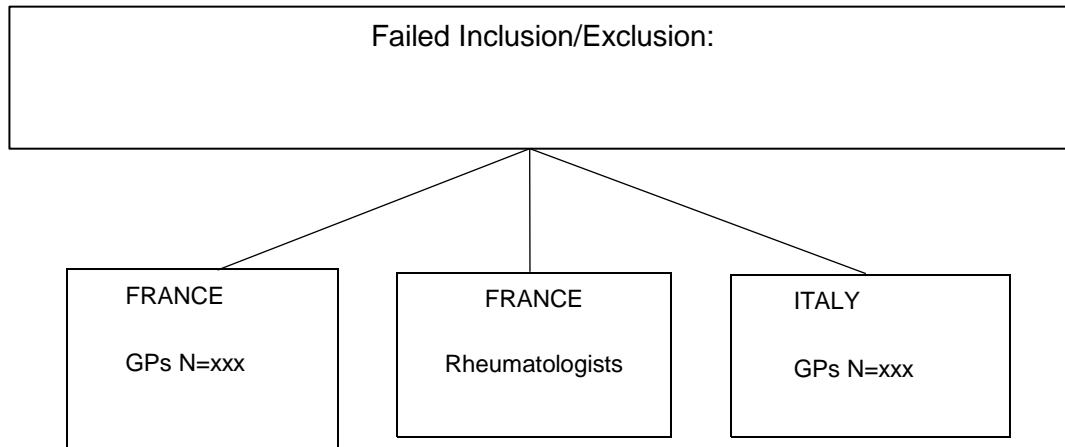 Failed Inclusion/Exclusion:
FRANCE
GPs N=xxx
FRANCE
Rheumatologists
ITALY
GPs N=xxx